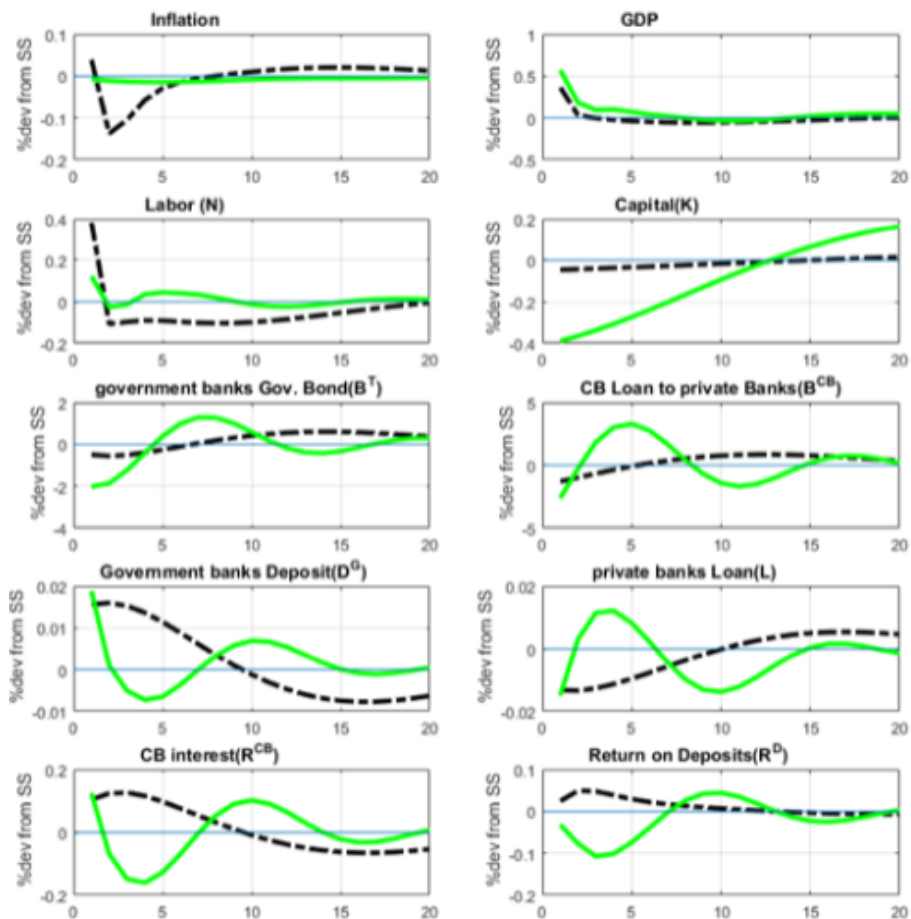 Inflation
%dev from SS
0.1
0
-0.1
-0.2
0 5 10 15 20
GDP
%dev from SS
1
0.5
0
-0.5
0 5 10 15 20
Labor (N)
%dev from SS
0.4
0.2
0
-0.2
0 5 10 15 20
Capital(K)
%dev from SS
0.2
0
-0.2
-0.4
0 5 10 15 20
government banks Gov. Bond(B^T)
%dev from SS
2
0
-2
-4
0 5 10 15 20
CB Loan to private Banks(B^CB)
%dev from SS
5
0
-5
0 5 10 15 20
Government banks Deposit(D^G)
%dev from SS
0.02
0.01
0
-0.01
0 5 10 15 20
private banks Loan(L)
%dev from SS
0.02
0
-0.02
0 5 10 15 20
CB interest(R^CB)
%dev from SS
0.2
0
-0.2
0 5 10 15 20
Return on Deposits(R^D)
%dev from SS
0.1
0
-0.1
-0.2
0 5 10 15 20